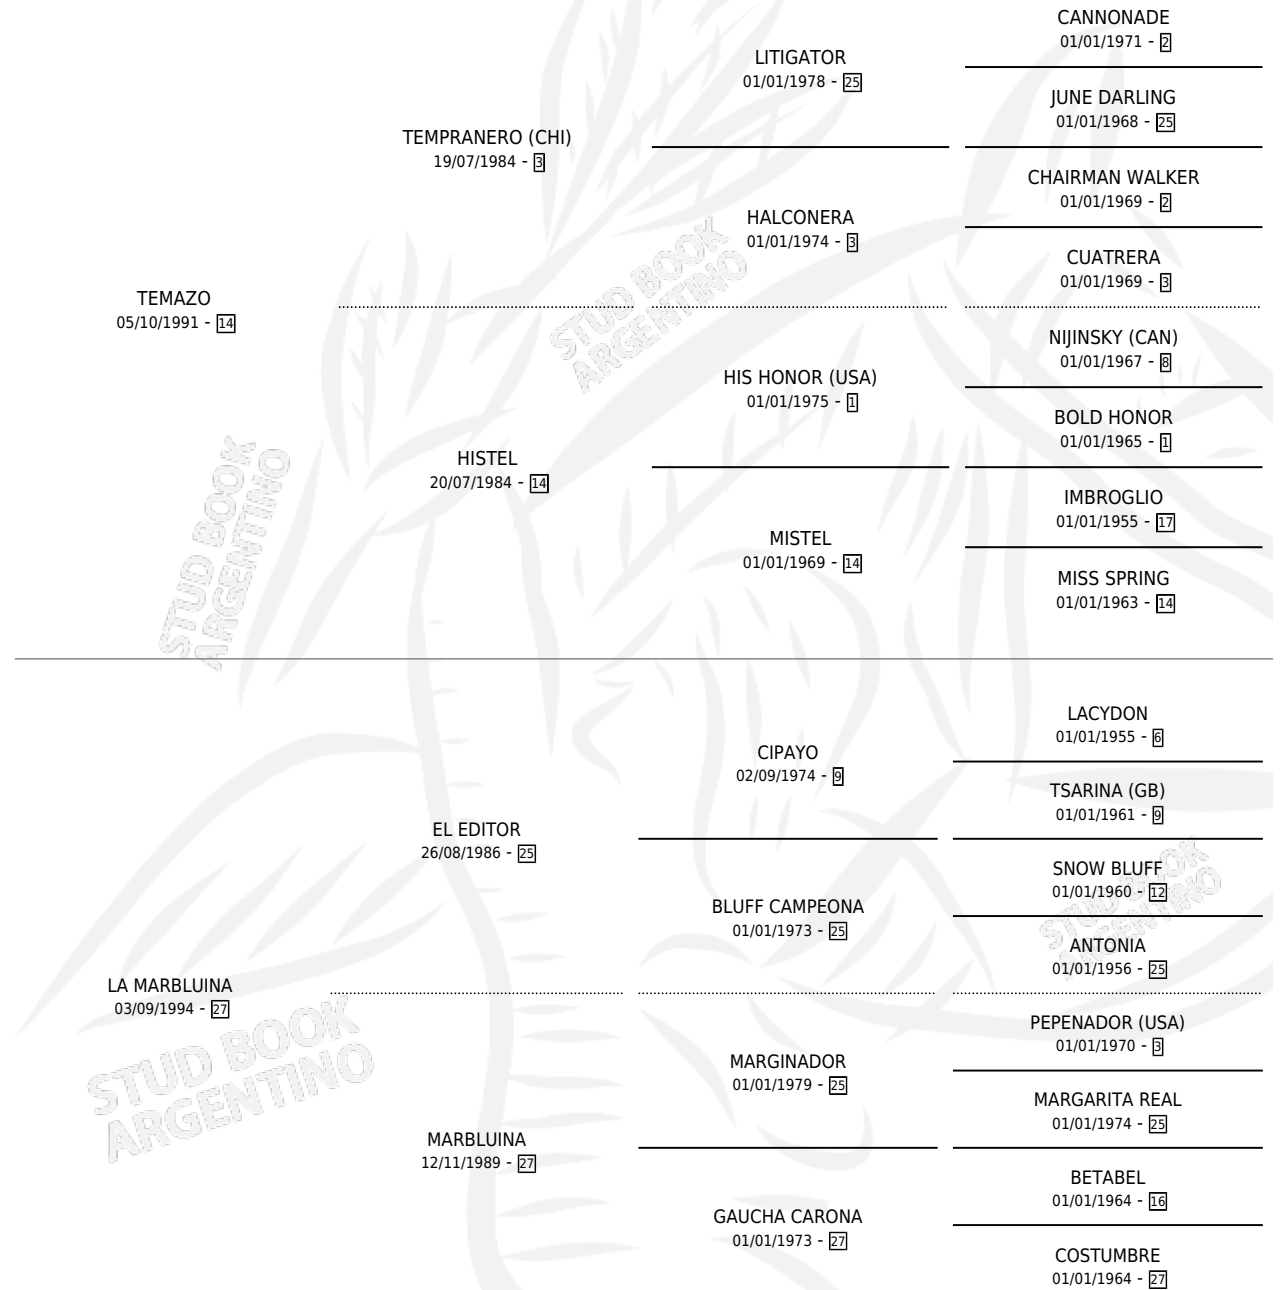 CANNONADE
01/01/1971 - 2
LITIGATOR
01/01/1978 - 25
JUNE DARLING
01/01/1968 - 25
TEMPRANERO (CHI)
19/07/1984 - 3
CHAIRMAN WALKER
01/01/1969 - 2
HALCONERA
01/01/1974 - 3
CUATRERA
01/01/1969 - 3
STUD BOOK
ARGENTINO
TEMAZO
05/10/1991 - 14
NIJINSKY (CAN)
01/01/1967 - 8
HIS HONOR (USA)
01/01/1975 - 1
BOLD HONOR
01/01/1965 - 1
HISTEL
20/07/1984 - 14
IMBROGLIO
01/01/1955 - 17
MISTEL
01/01/1969 - 14
MISS SPRING
01/01/1963 - 14
STUD BOOK
ARGENTINO
LACYDON
01/01/1955 - 6
CIPAYO
02/09/1974 - 9
TSARINA (GB)
01/01/1961 - 9
EL EDITOR
26/08/1986 - 25
SNOW BLUFF
01/01/1960 - 12
BLUFF CAMPEONA
01/01/1973 - 25
ANTONIA
01/01/1956 - 25
STUD BOOK
ARGENTINO
LA MARBLUINA
03/09/1994 - 27
PEPENADOR (USA)
01/01/1970 - 3
MARGINADOR
01/01/1979 - 25
MARGARITA REAL
01/01/1974 - 25
STUD BOOK
ARGENTINO
MARBLUINA
12/11/1989 - 27
BETABEL
01/01/1964 - 16
GAUCHA CARONA
01/01/1973 - 27
COSTUMBRE
01/01/1964 - 27